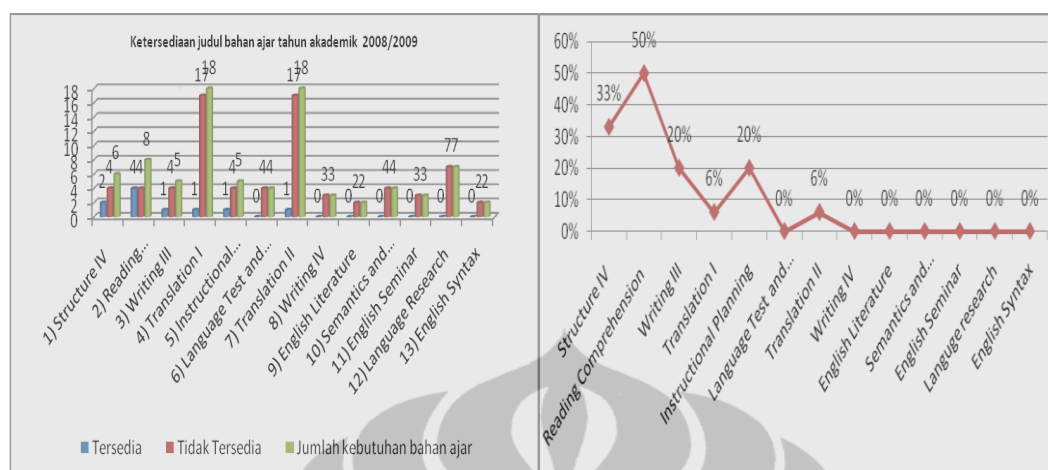 Ketersediaan judul bahan ajar tahun akademik 2008/2009
18
16
14
12
10
8
6
4
2
0
2 4 6
4 4 8
1 4 5
1 17 18
1 4 5
0 4 4
1 17 18
0 3 3
0 2 2
0 4 4
0 3 3
0 7 7
0 2 2
1) Structure IV
2) Reading...
3) Writing III
4) Translation I
5) Instructional...
6) Language Test and...
7) Translation II
8) Writing IV
9) English Literature
10) Semantics and...
11) English Seminar
12) Language Research
13) English Syntax
Tersedia
Tidak Tersedia
Jumlah kebutuhan bahan ajar
60%
50%
40%
30%
20%
10%
0%
33%
50%
20%
6%
20%
0%
6%
0%
0%
0%
0%
0%
0%
Structure IV
Reading Comprehension
Writing III
Translation I
Instructional Planning
Language Test and...
Translation II
Writing IV
English Literature
Semantics and...
English Seminar
Languge research
English Syntax